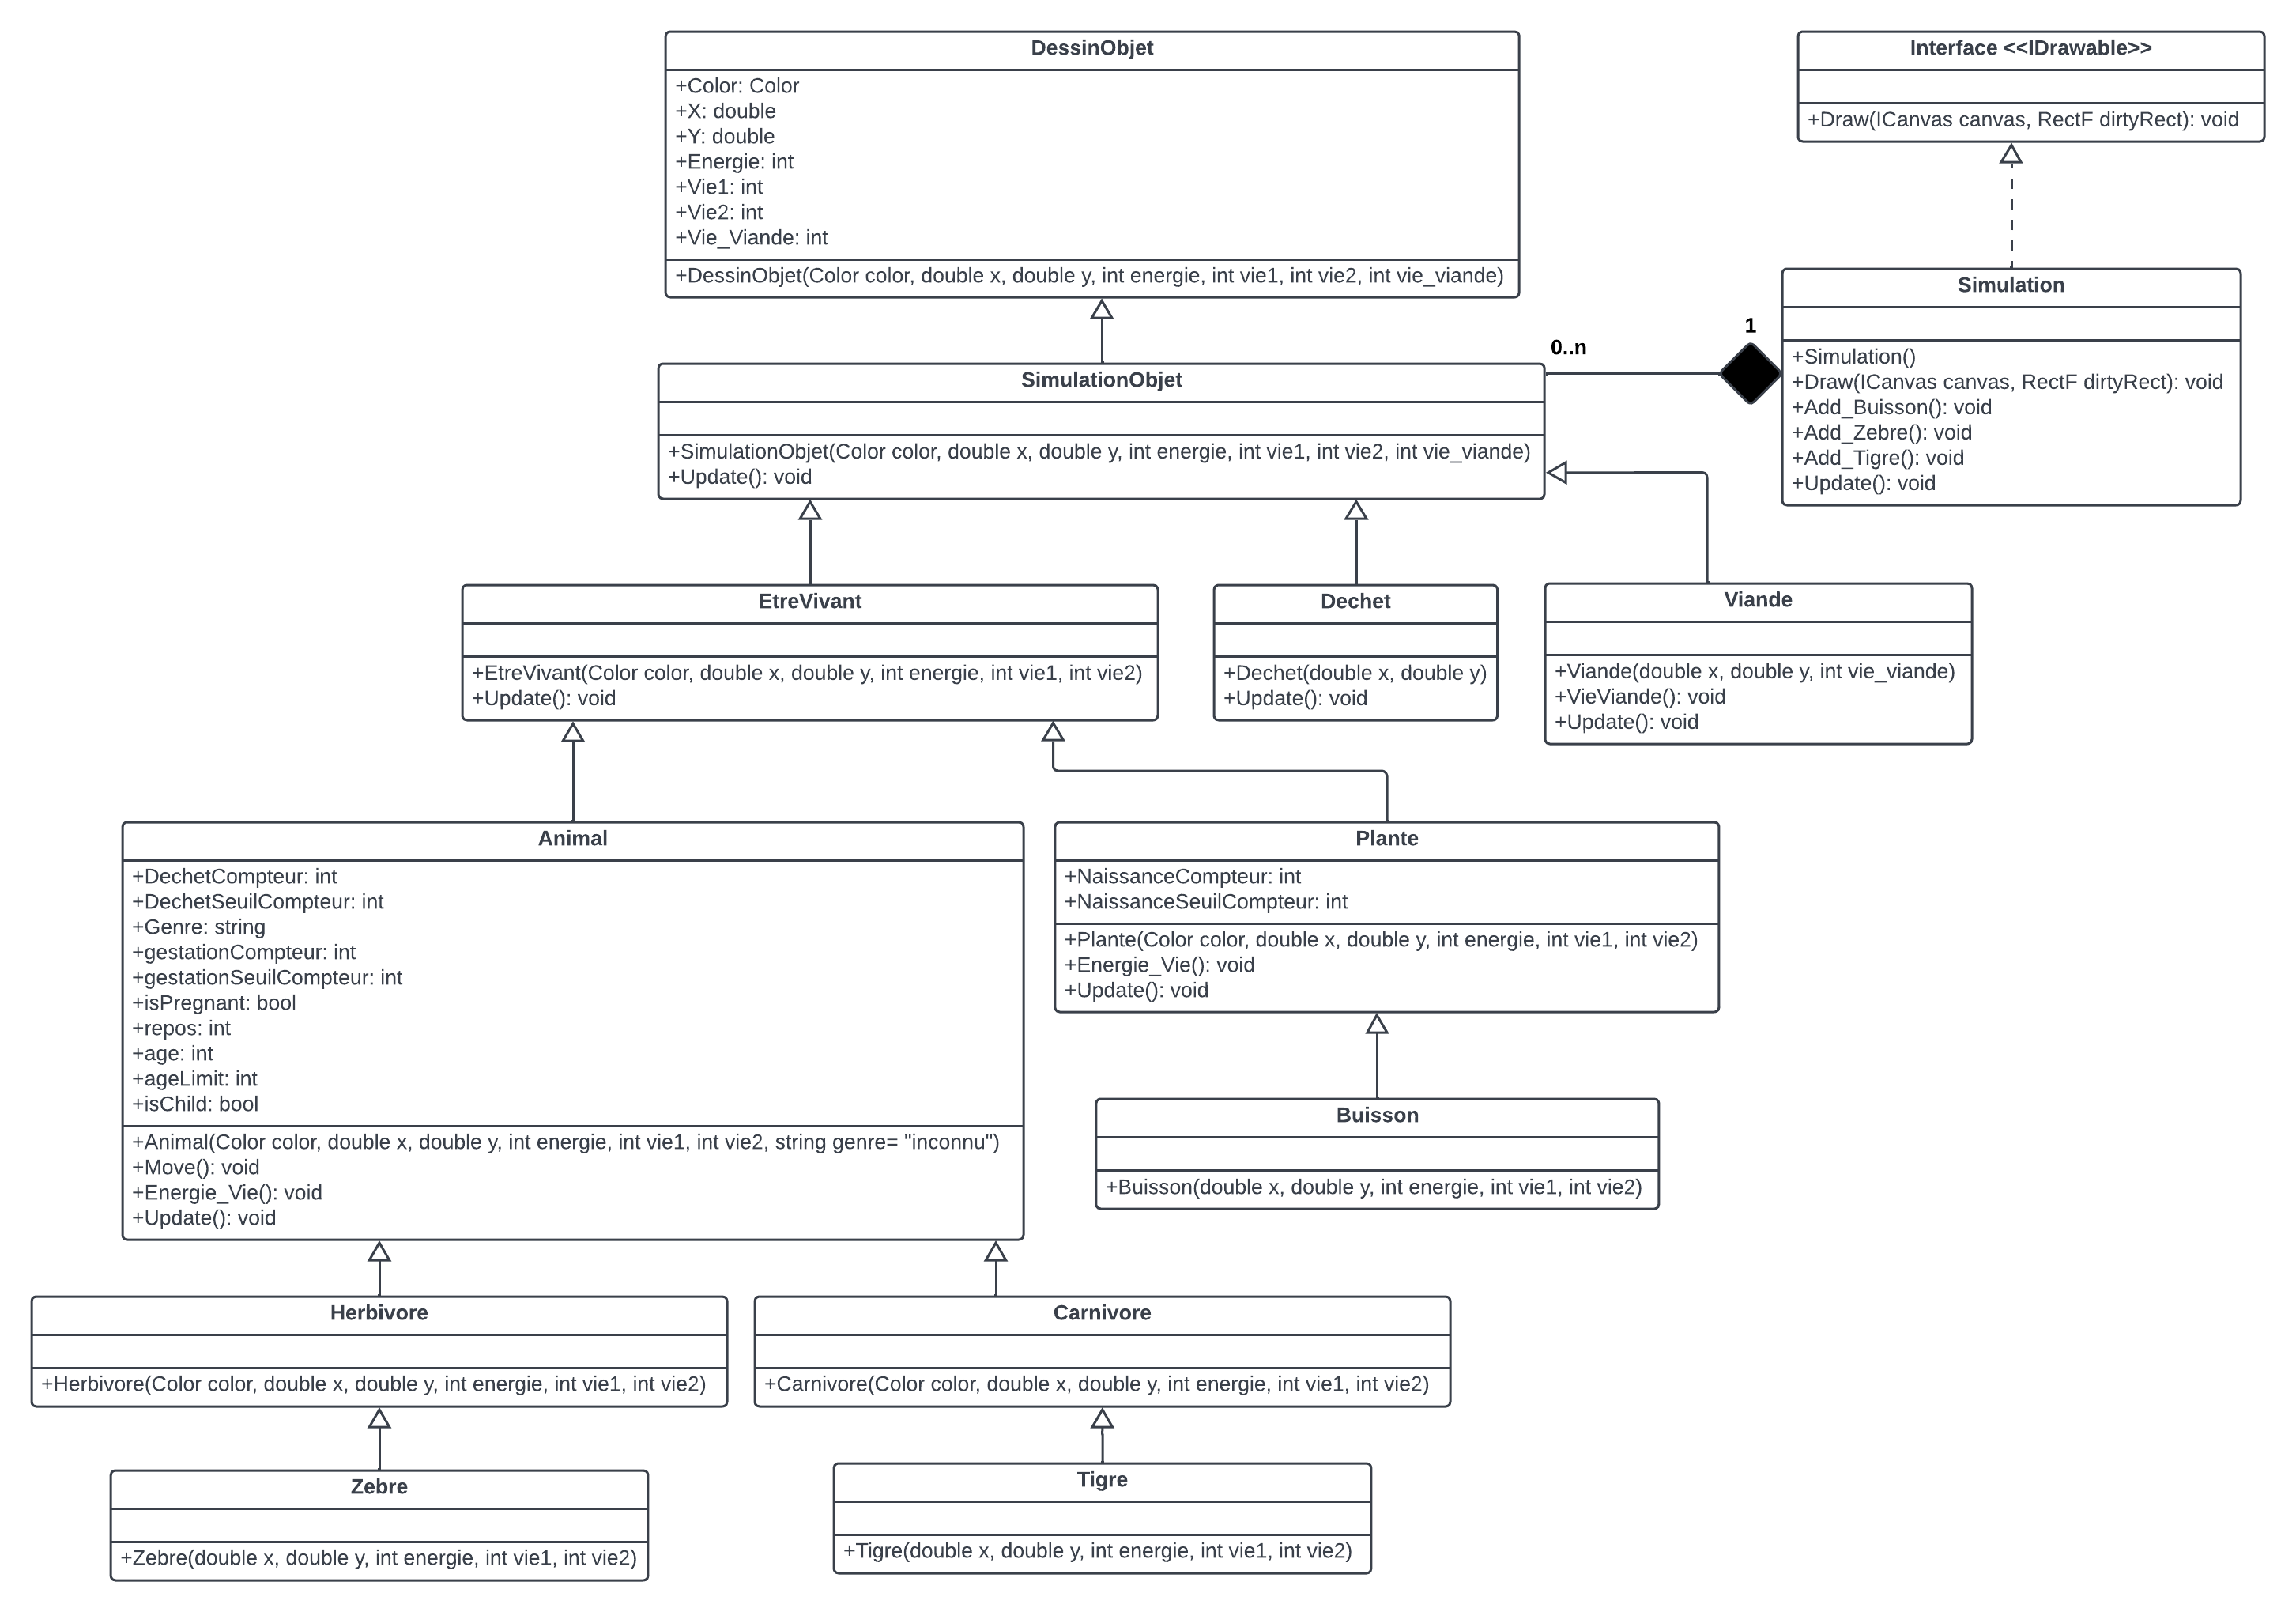 DessinObjet
+Color: Color
+X: double
+Y: double
+Energie: int
+Vie1: int
+Vie2: int
+Vie_Viande: int
+DessinObjet(Color color, double x, double y, int energie, int vie1, int vie2, int vie_viande)
Interface <<IDrawable>>
+Draw(ICanvas canvas, RectF dirtyRect): void
Simulation
+Simulation()
+Draw(ICanvas canvas, RectF dirtyRect): void
+Add_Buisson(): void
+Add_Zebre(): void
+Add_Tigre(): void
+Update(): void
1
0..n
SimulationObjet
+SimulationObjet(Color color, double x, double y, int energie, int vie1, int vie2, int vie_viande)
+Update(): void
EtreVivant
+EtreVivant(Color color, double x, double y, int energie, int vie1, int vie2)
+Update(): void
Dechet
+Dechet(double x, double y)
+Update(): void
Viande
+Viande(double x, double y, int vie_viande)
+VieViande(): void
+Update(): void
Animal
+DechetCompteur: int
+DechetSeuilCompteur: int
+Genre: string
+gestationCompteur: int
+gestationSeuilCompteur: int
+isPregnant: bool
+repos: int
+age: int
+ageLimit: int
+isChild: bool
+Animal(Color color, double x, double y, int energie, int vie1, int vie2, string genre= "inconnu")
+Move(): void
+Energie_Vie(): void
+Update(): void
Plante
+NaissanceCompteur: int
+NaissanceSeuilCompteur: int
+Plante(Color color, double x, double y, int energie, int vie1, int vie2)
+Energie_Vie(): void
+Update(): void
Buisson
+Buisson(double x, double y, int energie, int vie1, int vie2)
Herbivore
+Herbivore(Color color, double x, double y, int energie, int vie1, int vie2)
Carnivore
+Carnivore(Color color, double x, double y, int energie, int vie1, int vie2)
Zebre
+Zebre(double x, double y, int energie, int vie1, int vie2)
Tigre
+Tigre(double x, double y, int energie, int vie1, int vie2)